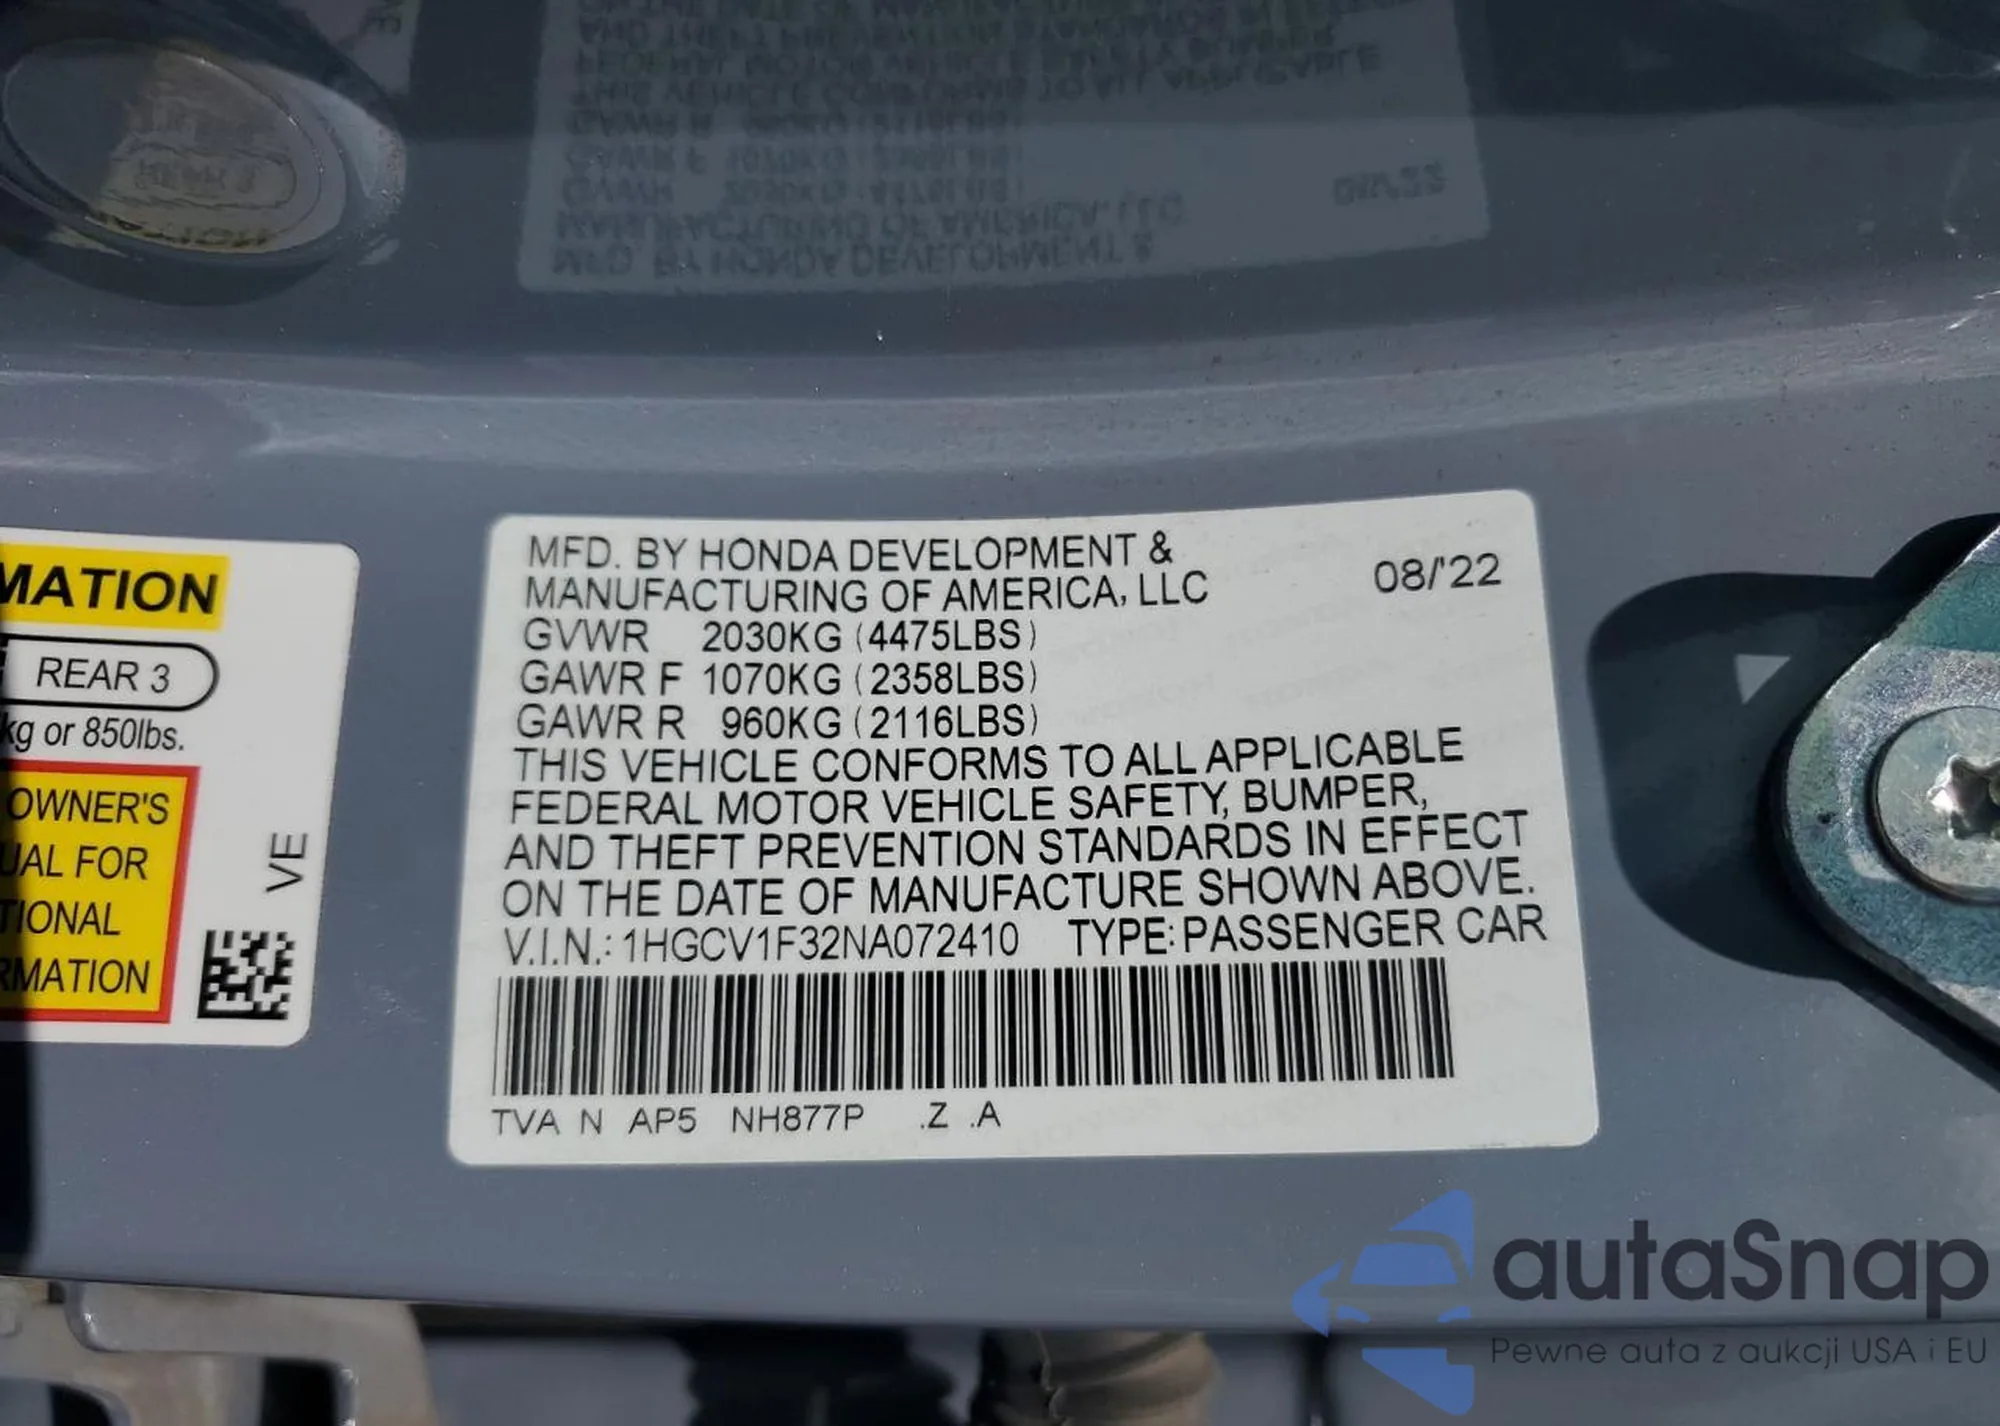 MATION
REAR 3
kg or 850lbs.
OWNER'S
UAL FOR
TIONAL
RMATION
VE
MFD. BY HONDA DEVELOPMENT &
MANUFACTURING OF AMERICA, LLC
08/'22
GVWR 2030KG (4475LBS)
GAWR F 1070KG (2358LBS)
GAWR R 960KG (2116LBS)
THIS VEHICLE CONFORMS TO ALL APPLICABLE
FEDERAL MOTOR VEHICLE SAFETY, BUMPER,
AND THEFT PREVENTION STANDARDS IN EFFECT
ON THE DATE OF MANUFACTURE SHOWN ABOVE.
V.I.N.: 1HGCV1F32NA072410 TYPE: PASSENGER CAR
TVA N AP5 NH877P .Z .A
autaSnap
Pewne auta z aukcji USA i EU